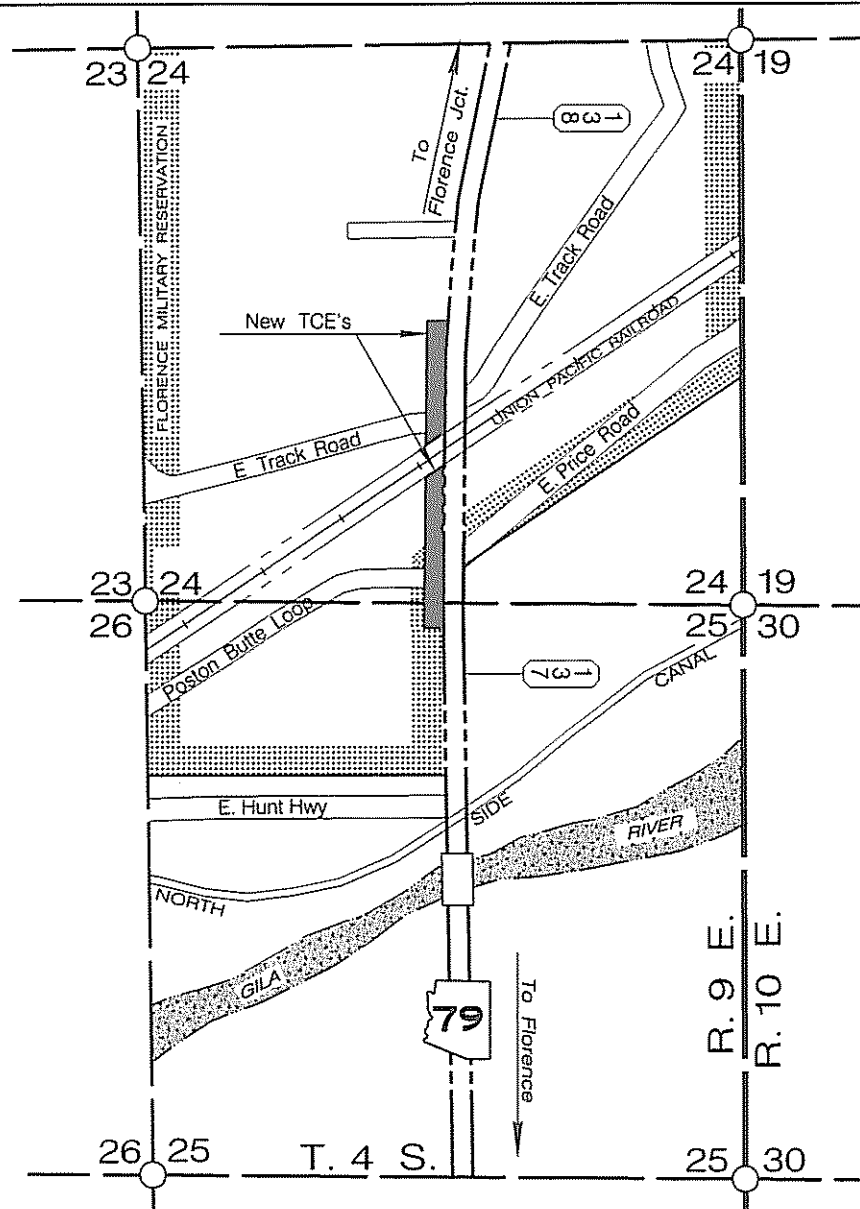 23 24
24 19
To
Florence Jct.
138
FLORENCE MILITARY RESERVATION
E. Track Road
New TCE's
UNION PACIFIC RAILROAD
E Track Road
E. Price Road
23 24
26
24 19
25 30
Poston Butte Loop
137
CANAL
E. Hunt Hwy
SIDE
RIVER
NORTH
GILA
79
To Florence
R. 9 E.
R. 10 E.
26 25
T. 4 S.
25 30